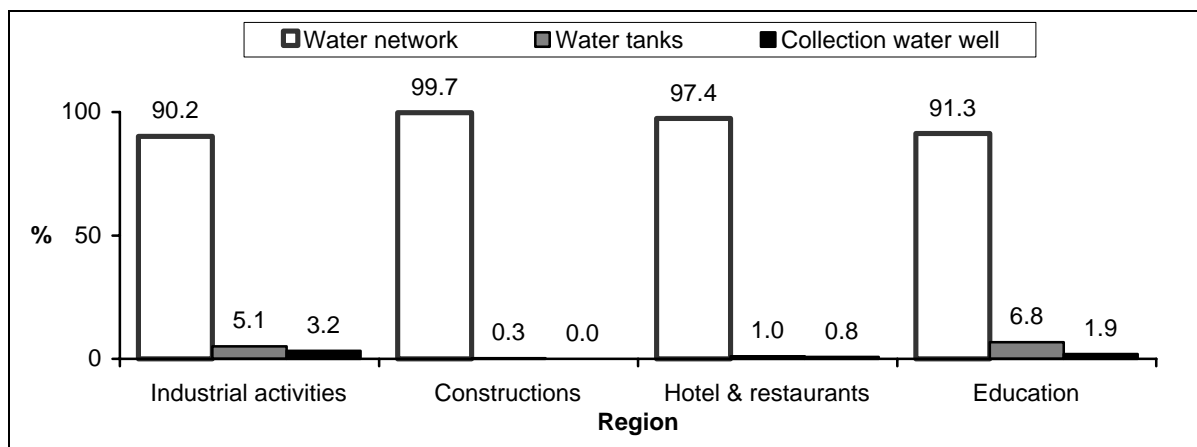 Water network Water tanks Collection water well
90.2 99.7 97.4 91.3
100
% 50
5.1 3.2 0.3 0.0 1.0 0.8 6.8 1.9
0
Industrial activities Constructions Hotel & restaurants Education
Region